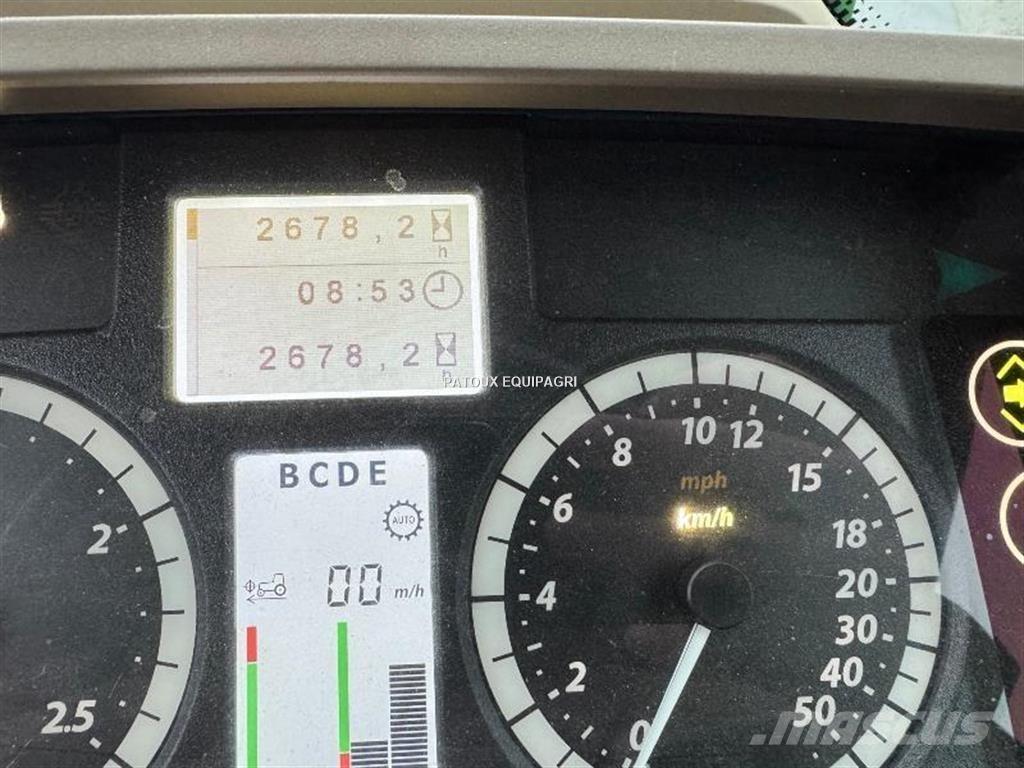 2678,2
h
08:53
2678,2
h
PATOUX EQUIPAGRI
BCDE
AUTO
00 m/h
2
2.5
0
2
4
6
8
10
12
15
18
20
30
40
50
mph
km/h
MASCUS